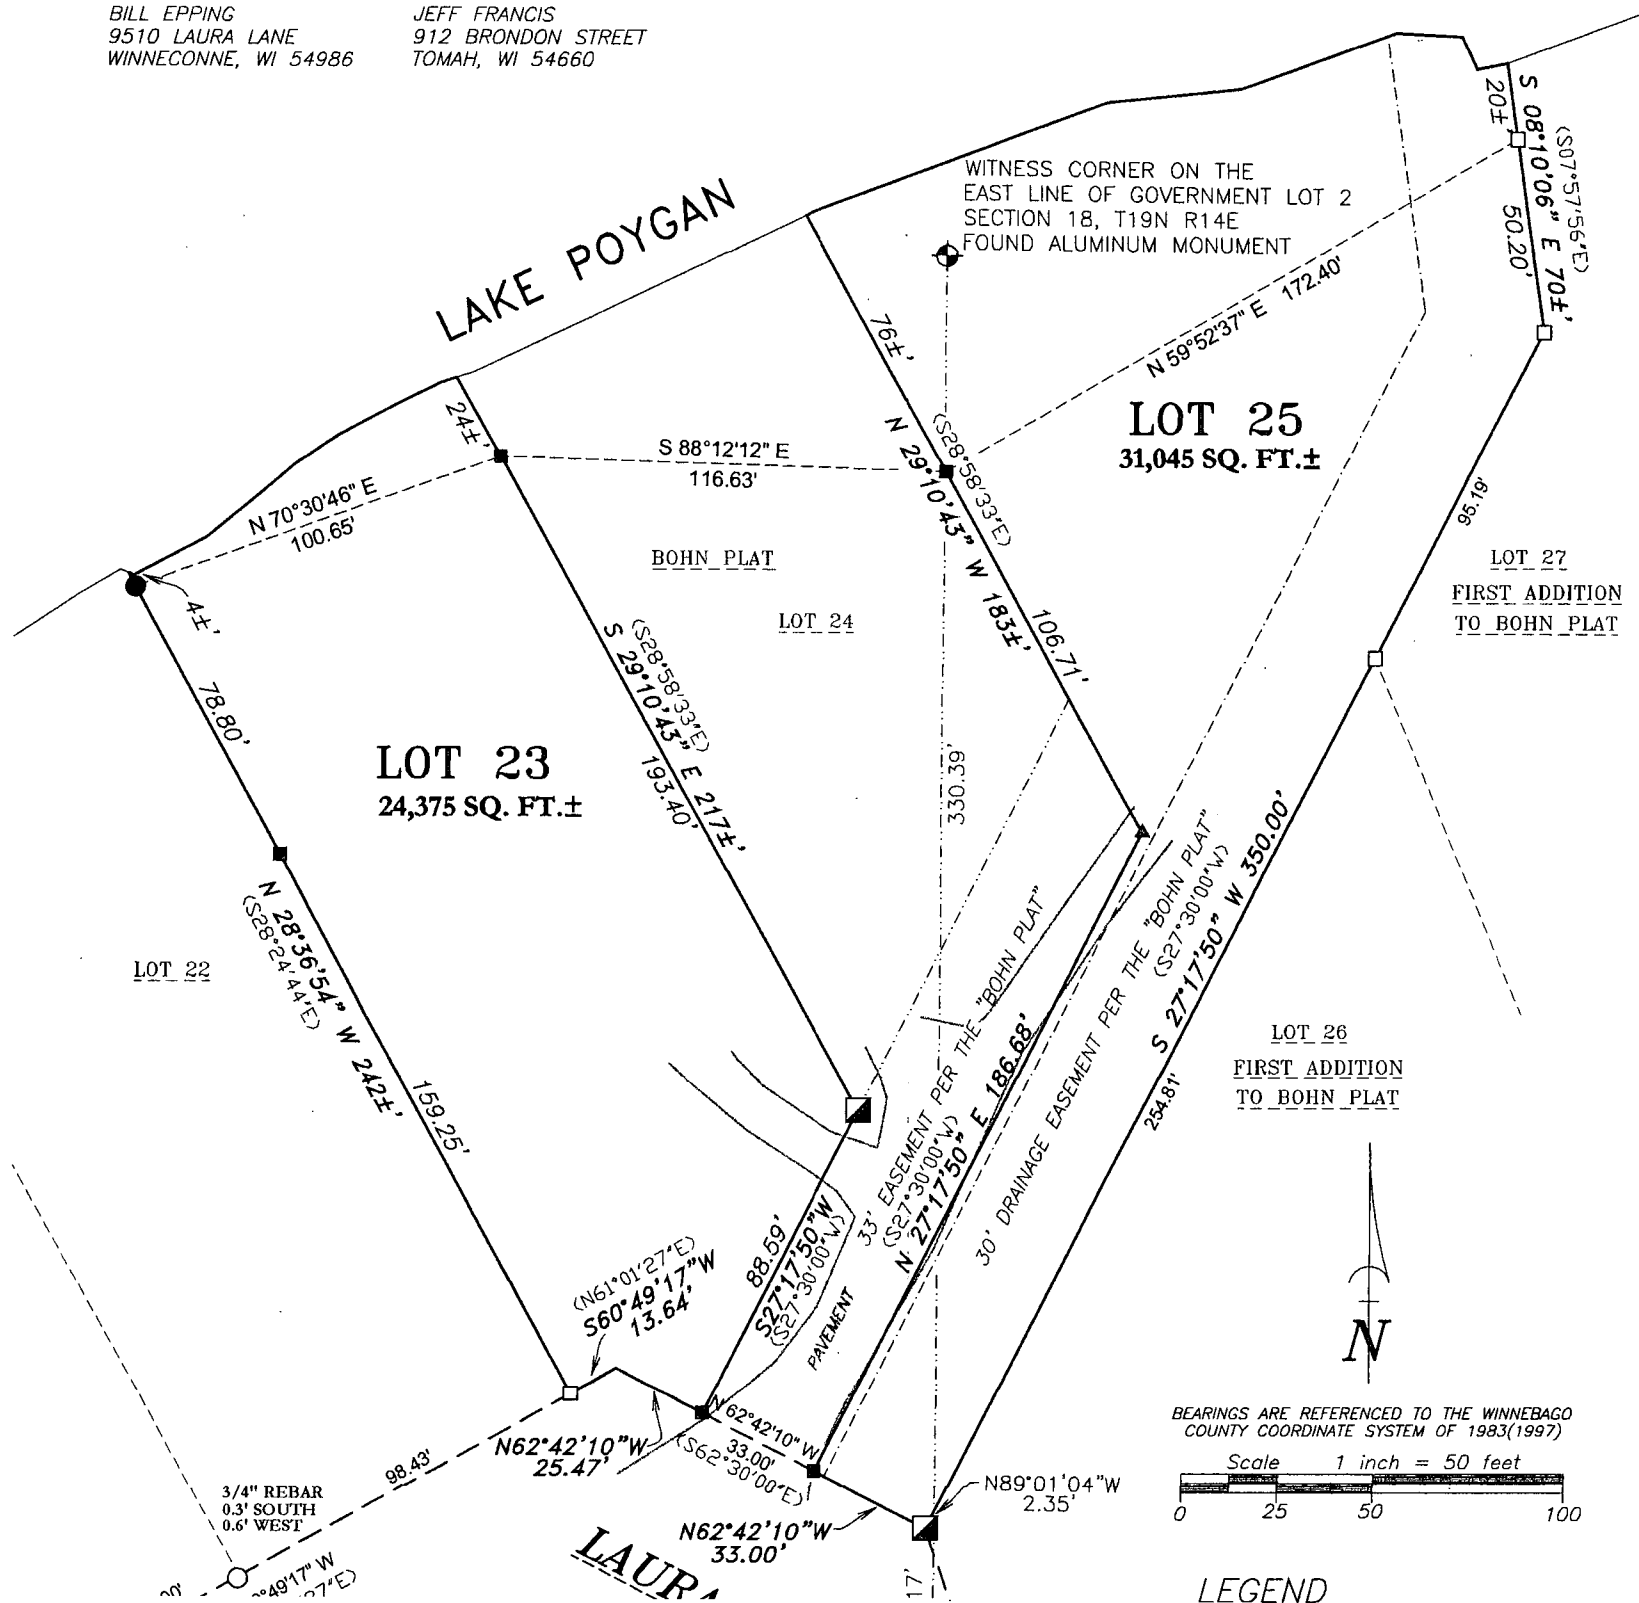 BILL EPPING
9510 LAURA LANE
WINNECONNE, WI 54986
JEFF FRANCIS
912 BRONDON STREET
TOMAH, WI 54660
LAKE POYGAN
WITNESS CORNER ON THE
EAST LINE OF GOVERNMENT LOT 2
SECTION 18, T19N R14E
FOUND ALUMINUM MONUMENT
20±'
S 08°10'06" E 70±'
(S07°57'56"E)
50.20'
N 59°52'37" E 172.40'
76±'
24±'
S 88°12'12" E
116.63'
N 70°30'46" E
100.65'
4±'
LOT 25
31,045 SQ. FT.±
(S28°58'33"E)
N 29°10'43" W 183±'
106.71'
95.19'
BOHN PLAT
LOT 24
LOT 27
FIRST ADDITION
TO BOHN PLAT
78.80'
LOT 23
24,375 SQ. FT.±
(S28°58'33"E)
S 29°10'43" E 217±'
193.40'
330.39'
N 28°36'54" W 242±'
(S28°24'44"E)
159.25'
LOT 22
33' EASEMENT PER THE "BOHN PLAT"
(S27°30'00"W)
N 27°17'50" E 186.68'
30' DRAINAGE EASEMENT PER THE "BOHN PLAT"
(S27°30'00"W)
S 27°17'50" W 350.00'
254.81'
LOT 26
FIRST ADDITION
TO BOHN PLAT
88.59'
S27°17'50"W
(S27°30'00"W)
PAVEMENT
(N61°01'27"E)
S60°49'17"W
13.64'
N62°42'10"W
25.47'
N 62°42'10" W
33.00'
(S62°30'00"E)
N62°42'10"W
33.00'
N89°01'04"W
2.35'
98.43'
3/4" REBAR
0.3' SOUTH
0.6' WEST
°49'17" W
27"E)
00'
LAURA
17'
N
BEARINGS ARE REFERENCED TO THE WINNEBAGO
COUNTY COORDINATE SYSTEM OF 1983(1997)
Scale 1 inch = 50 feet
0 25 50 100
LEGEND